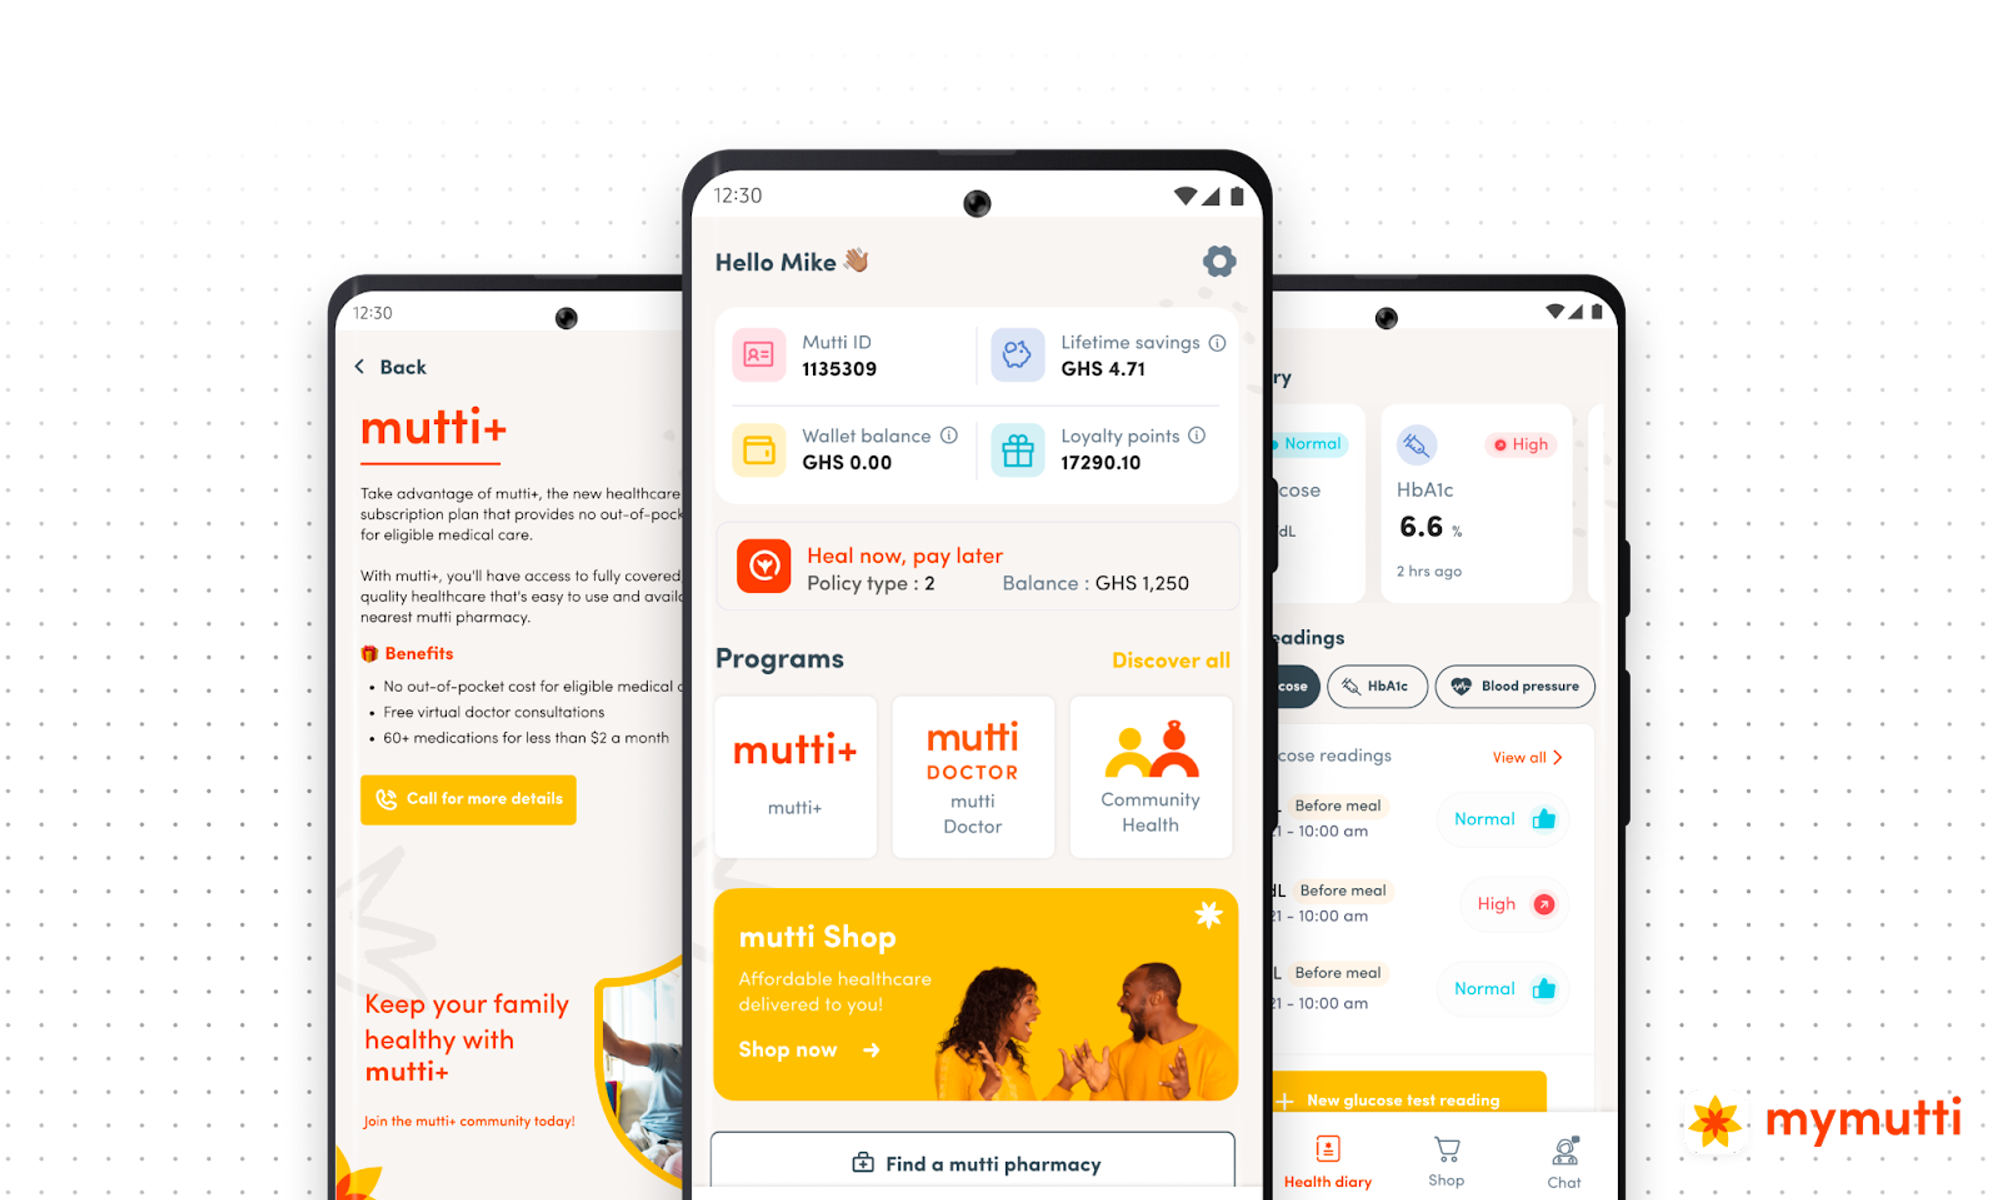 12:30
Back
mutti+
Take advantage of mutti+, the new healthcare
subscription plan that provides no out-of-pock
for eligible medical care.
With mutti+, you'll have access to fully covered
quality healthcare that's easy to use and availa
nearest mutti pharmacy.
Benefits
• No out-of-pocket cost for eligible medical c
• Free virtual doctor consultations
• 60+ medications for less than $2 a month
Call for more details
Keep your family
healthy with
mutti+
Join the mutti+ community today!
12:30
Hello Mike 👋🏽
Mutti ID
1135309
Lifetime savings
GHS 4.71
Wallet balance
GHS 0.00
Loyalty points
17290.10
Heal now, pay later
Policy type : 2
Balance : GHS 1,250
Programs
Discover all
mutti+
mutti+
mutti
DOCTOR
mutti
Doctor
Community
Health
mutti Shop
Affordable healthcare
delivered to you!
Shop now →
Find a mutti pharmacy
ry
Normal
cose
dL
High
HbA1c
6.6 %
2 hrs ago
eadings
cose
HbA1c
Blood pressure
cose readings
View all
L Before meal
21 - 10:00 am
Normal
dL Before meal
21 - 10:00 am
High
L Before meal
21 - 10:00 am
Normal
+ New glucose test reading
Health diary
Shop
Chat
mymutti